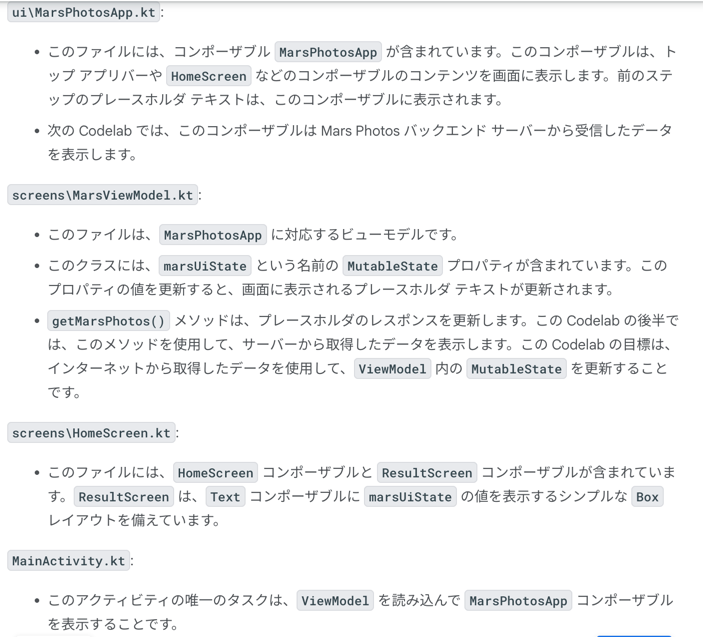 ui\MarsPhotosApp.kt:
• このファイルには、コンポーザブル MarsPhotosApp が含まれています。このコンポーザブルは、ト
ップ アプリバーや HomeScreen などのコンポーザブルのコンテンツを画面に表示します。前のステ
ップのプレースホルダ テキストは、このコンポーザブルに表示されます。
• 次の Codelab では、このコンポーザブルは Mars Photos バックエンド サーバーから受信したデータ
を表示します。
screens\MarsViewModel.kt:
• このファイルは、MarsPhotosApp に対応するビューモデルです。
• このクラスには、marsUiState という名前の MutableState プロパティが含まれています。この
プロパティの値を更新すると、画面に表示されるプレースホルダ テキストが更新されます。
• getMarsPhotos() メソッドは、プレースホルダのレスポンスを更新します。この Codelab の後半で
は、このメソッドを使用して、サーバーから取得したデータを表示します。この Codelab の目標は、
インターネットから取得したデータを使用して、ViewModel 内の MutableState を更新すること
です。
screens\HomeScreen.kt:
• このファイルには、HomeScreen コンポーザブルと ResultScreen コンポーザブルが含まれていま
す。ResultScreen は、Text コンポーザブルに marsUiState の値を表示するシンプルな Box
レイアウトを備えています。
MainActivity.kt:
• このアクティビティの唯一のタスクは、ViewModel を読み込んで MarsPhotosApp コンポーザブル
を表示することです。